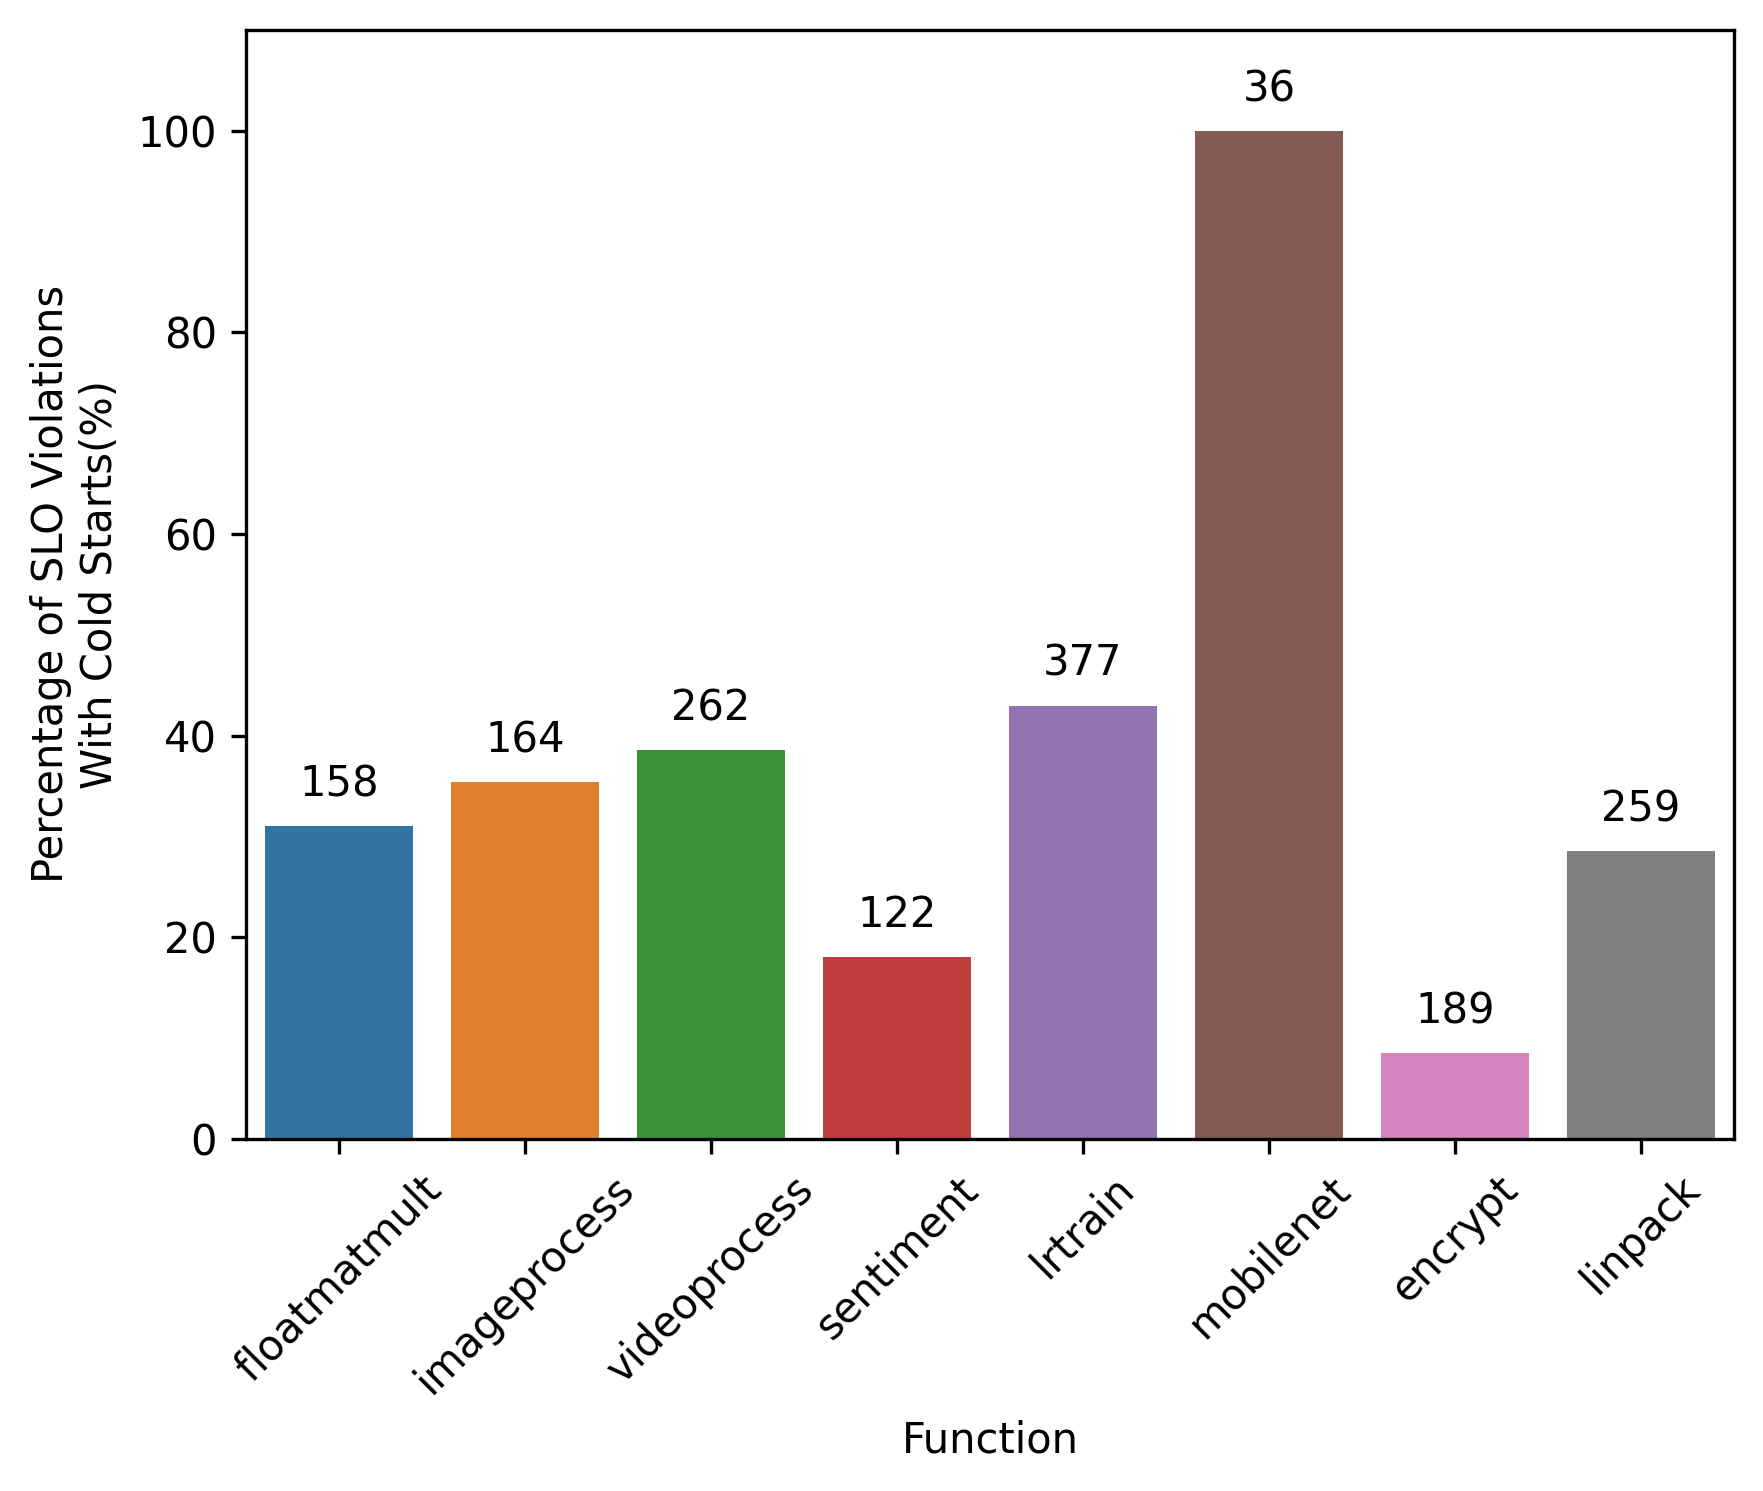 Percentage of SLO Violations
With Cold Starts(%)
100
80
60
40
20
0
158
164
262
122
377
36
189
259
floatmatmult
imageprocess
videoprocess
sentiment
lrtrain
mobilenet
encrypt
linpack
Function